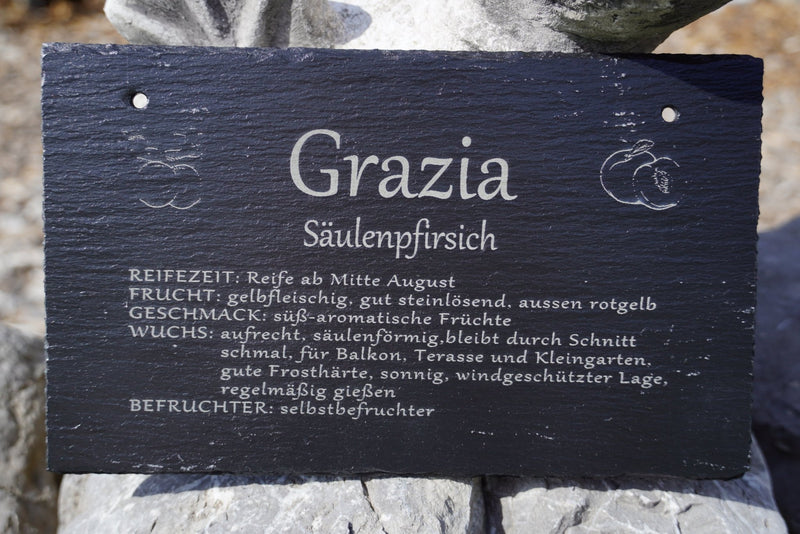 Grazia
Säulenpfirsich
REIFEZEIT: Reife ab Mitte August
FRUCHT: gelbfleischig, gut steinlösend, aussen rotgelb
GESCHMACK: süß-aromatische Früchte
WUCHS: aufrecht, säulenförmig,bleibt durch Schnitt
schmal, für Balkon, Terasse und Kleingarten,
gute Frosthärte, sonnig, windgeschützter Lage,
regelmäßig gießen
BEFRUCHTER: selbstbefruchter